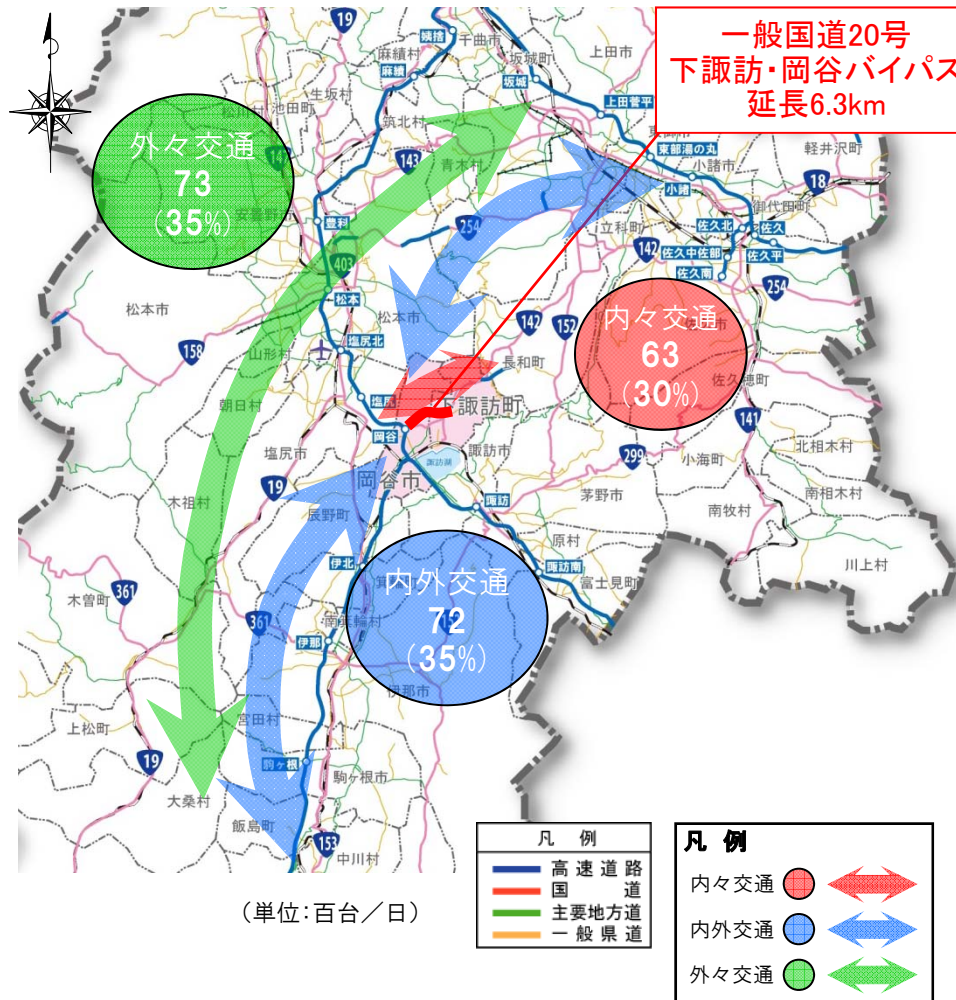 一般国道20号
下諏訪・岡谷バイパス
延長6.3km
外々交通
73
(35%)
内々交通
63
(30%)
内外交通
72
(35%)
19
姨捨
千曲市
麻績村
麻績
坂城町
坂城
上田市
生坂村
池田町
筑北村
上田菅平
143
青木村
東部湯の丸
小諸市
軽井沢町
小諸
18
御代田町
豊科
254
立科町
142
佐久北
佐久
佐久中佐都
佐久平
佐久南
403
松本
254
松本市
松本市
142
152
158
塩尻北
山形村
長和町
佐久穂町
朝日村
塩尻
下諏訪町
141
岡谷
北相木村
塩尻市
諏訪湖
諏訪市
299
小海町
岡谷市
19
茅野市
南相木村
木祖村
辰野町
諏訪
南牧村
原村
伊北
川上村
諏訪南
富士見町
361
木曽町
361
南箕輪村
伊那
伊那市
上松町
宮田村
19
駒ヶ根
駒ヶ根市
大桑村
飯島町
153
中川村
(単位:百台／日)
凡 例
高速道路
国 道
主要地方道
一般県道
凡 例
内々交通
内外交通
外々交通